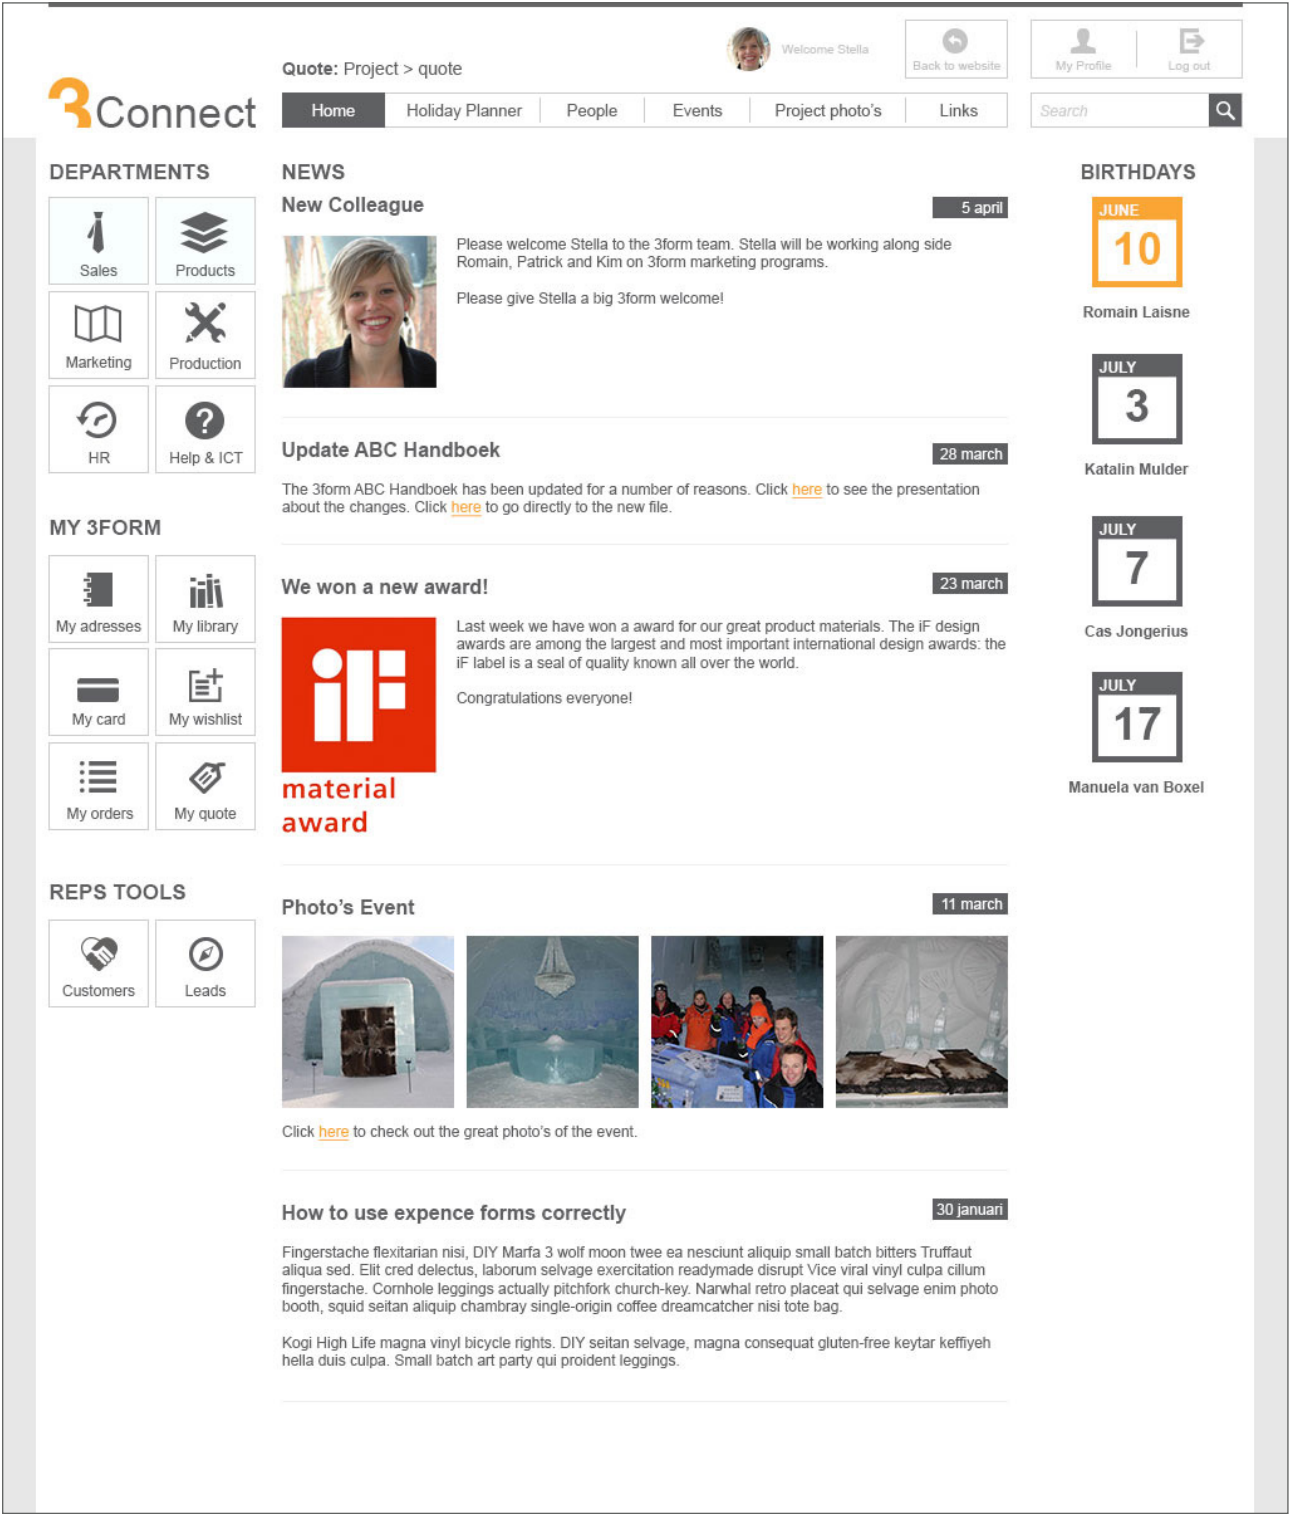 Welcome Stella
Back to website
My Profile
Log out
Quote: Project > quote
3Connect
Home
Holiday Planner
People
Events
Project photo's
Links
Search
DEPARTMENTS
Sales
Products
Marketing
Production
HR
Help & ICT
MY 3FORM
My adresses
My library
My card
My wishlist
My orders
My quote
REPS TOOLS
Customers
Leads
NEWS
New Colleague
5 april
Please welcome Stella to the 3form team. Stella will be working along side
Romain, Patrick and Kim on 3form marketing programs.
Please give Stella a big 3form welcome!
Update ABC Handboek
28 march
The 3form ABC Handboek has been updated for a number of reasons. Click here to see the presentation
about the changes. Click here to go directly to the new file.
We won a new award!
23 march
iF
material
award
Last week we have won a award for our great product materials. The iF design
awards are among the largest and most important international design awards: the
iF label is a seal of quality known all over the world.
Congratulations everyone!
Photo's Event
11 march
Click here to check out the great photo's of the event.
How to use expence forms correctly
30 januari
Fingerstache flexitarian nisi, DIY Marfa 3 wolf moon twee ea nesciunt aliquip small batch bitters Truffaut
aliqua sed. Elit cred delectus, laborum selvage exercitation readymade disrupt Vice viral vinyl culpa cillum
fingerstache. Cornhole leggings actually pitchfork church-key. Narwhal retro placeat qui selvage enim photo
booth, squid seitan aliquip chambray single-origin coffee dreamcatcher nisi tote bag.
Kogi High Life magna vinyl bicycle rights. DIY seitan selvage, magna consequat gluten-free keytar keffiyeh
hella duis culpa. Small batch art party qui proident leggings.
BIRTHDAYS
JUNE
10
Romain Laisne
JULY
3
Katalin Mulder
JULY
7
Cas Jongerius
JULY
17
Manuela van Boxel